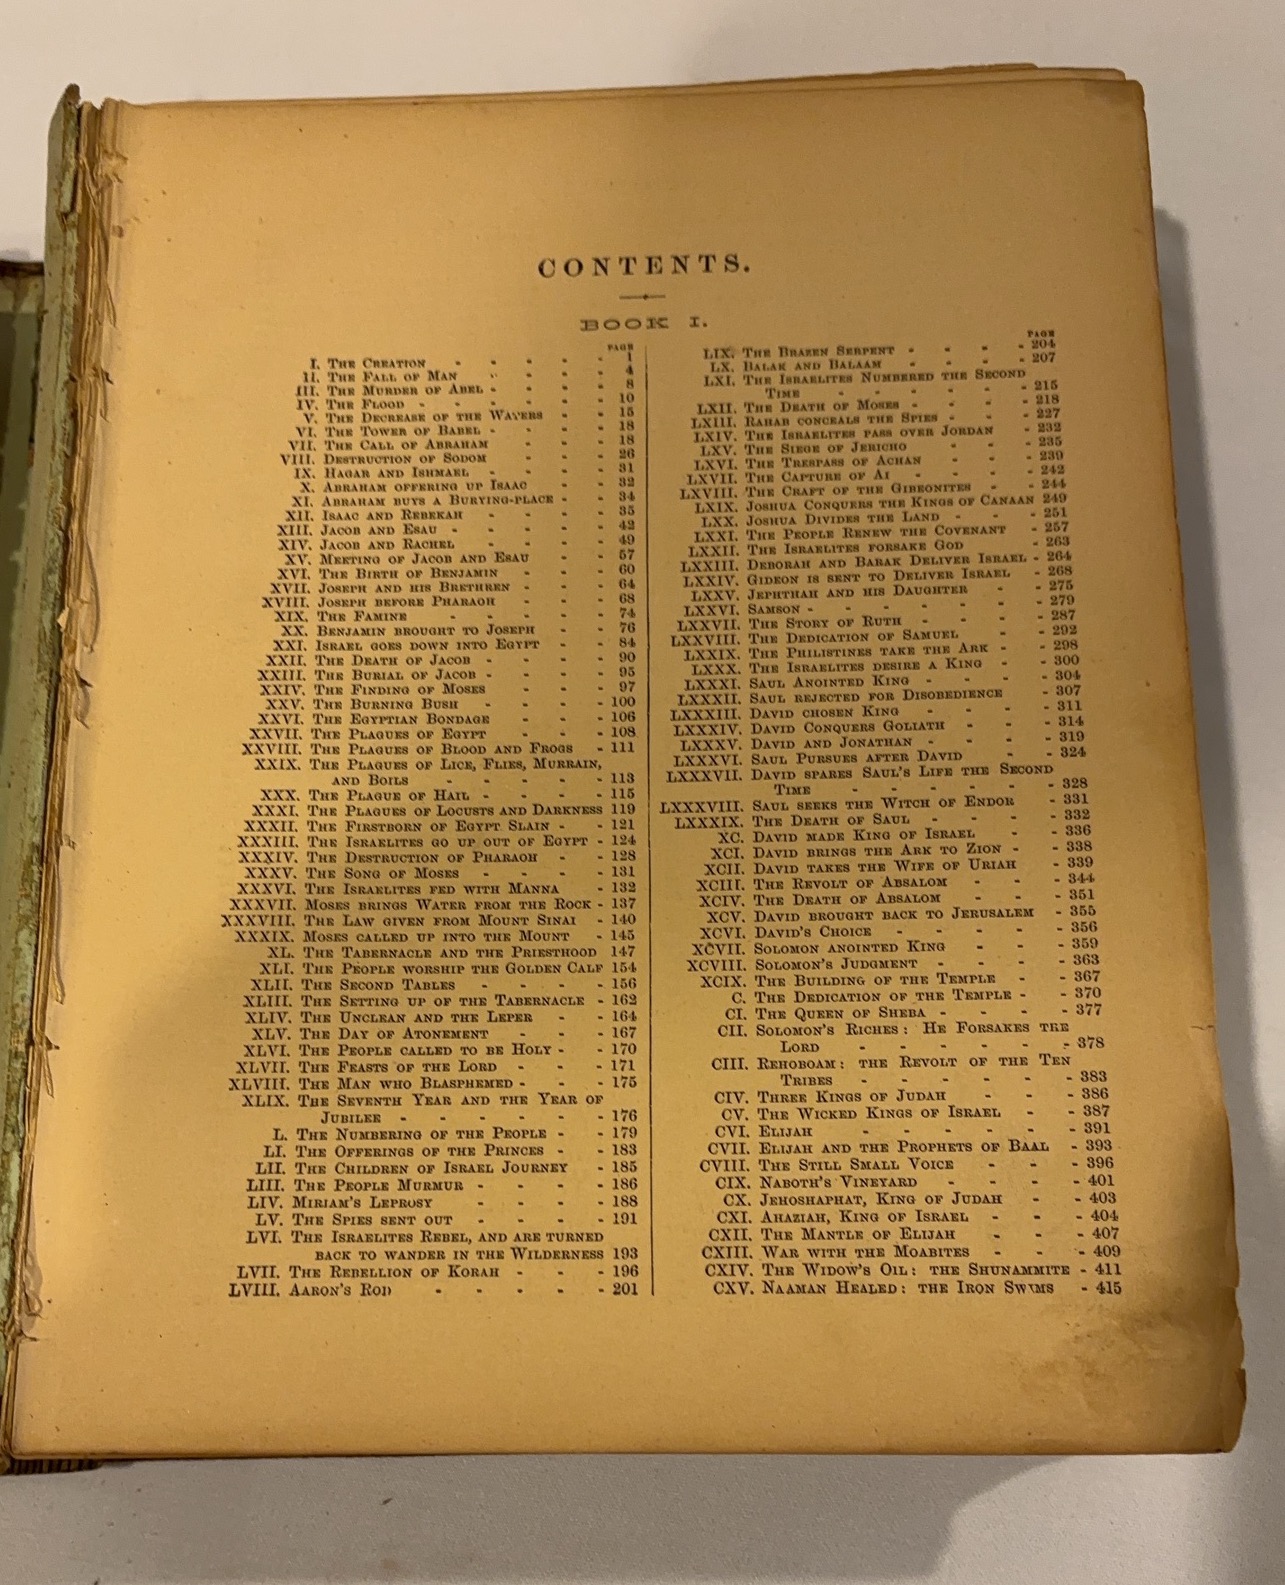 CONTENTS.
BOOK I.
PAGE
I. THE CREATION - - - - - 1
II. THE FALL OF MAN - - - - 4
III. THE MURDER OF ABEL - - - - 8
IV. THE FLOOD - - - - - 10
V. THE DECREASE OF THE WATERS - - 15
VI. THE TOWER OF BABEL - - - - 18
VII. THE CALL OF ABRAHAM - - - 18
VIII. DESTRUCTION OF SODOM - - - 26
IX. HAGAR AND ISHMAEL - - - - 31
X. ABRAHAM OFFERING UP ISAAC - - - 32
XI. ABRAHAM BUYS A BURYING-PLACE - - 34
XII. ISAAC AND REBEKAH - - - - 35
XIII. JACOB AND ESAU - - - - - 42
XIV. JACOB AND RACHEL - - - - 49
XV. MEETING OF JACOB AND ESAU - - 57
XVI. THE BIRTH OF BENJAMIN - - - 60
XVII. JOSEPH AND HIS BRETHREN - - - 64
XVIII. JOSEPH BEFORE PHARAOH - - - 68
XIX. THE FAMINE - - - - - 74
XX. BENJAMIN BROUGHT TO JOSEPH - - 76
XXI. ISRAEL GOES DOWN INTO EGYPT - - 84
XXII. THE DEATH OF JACOB - - - - 90
XXIII. THE BURIAL OF JACOB - - - - 95
XXIV. THE FINDING OF MOSES - - - 97
XXV. THE BURNING BUSH - - - - 100
XXVI. THE EGYPTIAN BONDAGE - - - 106
XXVII. THE PLAGUES OF EGYPT - - - 108
XXVIII. THE PLAGUES OF BLOOD AND FROGS - 111
XXIX. THE PLAGUES OF LICE, FLIES, MURRAIN,
AND BOILS - - - - - 113
XXX. THE PLAGUE OF HAIL - - - - 115
XXXI. THE PLAGUES OF LOCUSTS AND DARKNESS 119
XXXII. THE FIRSTBORN OF EGYPT SLAIN - - 121
XXXIII. THE ISRAELITES GO UP OUT OF EGYPT - 124
XXXIV. THE DESTRUCTION OF PHARAOH - - 128
XXXV. THE SONG OF MOSES - - - - 131
XXXVI. THE ISRAELITES FED WITH MANNA - 132
XXXVII. MOSES BRINGS WATER FROM THE ROCK - 137
XXXVIII. THE LAW GIVEN FROM MOUNT SINAI - 140
XXXIX. MOSES CALLED UP INTO THE MOUNT - 145
XL. THE TABERNACLE AND THE PRIESTHOOD 147
XLI. THE PEOPLE WORSHIP THE GOLDEN CALF 154
XLII. THE SECOND TABLES - - - - 156
XLIII. THE SETTING UP OF THE TABERNACLE - 162
XLIV. THE UNCLEAN AND THE LEPER - - 164
XLV. THE DAY OF ATONEMENT - - - 167
XLVI. THE PEOPLE CALLED TO BE HOLY - - 170
XLVII. THE FEASTS OF THE LORD - - - 171
XLVIII. THE MAN WHO BLASPHEMED - - - 175
XLIX. THE SEVENTH YEAR AND THE YEAR OF
JUBILEE - - - - - - 176
L. THE NUMBERING OF THE PEOPLE - - 179
LI. THE OFFERINGS OF THE PRINCES - - 183
LII. THE CHILDREN OF ISRAEL JOURNEY - 185
LIII. THE PEOPLE MURMUR - - - - 186
LIV. MIRIAM'S LEPROSY - - - - 188
LV. THE SPIES SENT OUT - - - - 191
LVI. THE ISRAELITES REBEL, AND ARE TURNED
BACK TO WANDER IN THE WILDERNESS 193
LVII. THE REBELLION OF KORAH - - - 196
LVIII. AARON'S ROD - - - - - 201
PAGE
LIX. THE BRAZEN SERPENT - - - - 204
LX. BALAK AND BALAAM - - - - 207
LXI. THE ISRAELITES NUMBERED THE SECOND
TIME - - - - - - 215
LXII. THE DEATH OF MOSES - - - - 218
LXIII. RAHAB CONCEALS THE SPIES - - - 227
LXIV. THE ISRAELITES PASS OVER JORDAN - 232
LXV. THE SIEGE OF JERICHO - - - 235
LXVI. THE TRESPASS OF ACHAN - - - 239
LXVII. THE CAPTURE OF AI - - - - 242
LXVIII. THE CRAFT OF THE GIBEONITES - - 244
LXIX. JOSHUA CONQUERS THE KINGS OF CANAAN 249
LXX. JOSHUA DIVIDES THE LAND - - - 251
LXXI. THE PEOPLE RENEW THE COVENANT - 257
LXXII. THE ISRAELITES FORSAKE GOD - - 263
LXXIII. DEBORAH AND BARAK DELIVER ISRAEL - 264
LXXIV. GIDEON IS SENT TO DELIVER ISRAEL - 268
LXXV. JEPHTHAH AND HIS DAUGHTER - - 275
LXXVI. SAMSON - - - - - - 279
LXXVII. THE STORY OF RUTH - - - - 287
LXXVIII. THE DEDICATION OF SAMUEL - - - 292
LXXIX. THE PHILISTINES TAKE THE ARK - - 298
LXXX. THE ISRAELITES DESIRE A KING - - 300
LXXXI. SAUL ANOINTED KING - - - - 304
LXXXII. SAUL REJECTED FOR DISOBEDIENCE - 307
LXXXIII. DAVID CHOSEN KING - - - - 311
LXXXIV. DAVID CONQUERS GOLIATH - - - 314
LXXXV. DAVID AND JONATHAN - - - - 319
LXXXVI. SAUL PURSUES AFTER DAVID - - 324
LXXXVII. DAVID SPARES SAUL'S LIFE THE SECOND
TIME - - - - - - 328
LXXXVIII. SAUL SEEKS THE WITCH OF ENDOR - 331
LXXXIX. THE DEATH OF SAUL - - - - 332
XC. DAVID MADE KING OF ISRAEL - - 336
XCI. DAVID BRINGS THE ARK TO ZION - - 338
XCII. DAVID TAKES THE WIFE OF URIAH - 339
XCIII. THE REVOLT OF ABSALOM - - - 344
XCIV. THE DEATH OF ABSALOM - - - 351
XCV. DAVID BROUGHT BACK TO JERUSALEM - 355
XCVI. DAVID'S CHOICE - - - - - 356
XCVII. SOLOMON ANOINTED KING - - - 359
XCVIII. SOLOMON'S JUDGMENT - - - - 363
XCIX. THE BUILDING OF THE TEMPLE - - 367
C. THE DEDICATION OF THE TEMPLE - - 370
CI. THE QUEEN OF SHEBA - - - - 377
CII. SOLOMON'S RICHES: HE FORSAKES THE
LORD - - - - - - 378
CIII. REHOBOAM: THE REVOLT OF THE TEN
TRIBES - - - - - - 383
CIV. THREE KINGS OF JUDAH - - - 386
CV. THE WICKED KINGS OF ISRAEL - - 387
CVI. ELIJAH - - - - - - 391
CVII. ELIJAH AND THE PROPHETS OF BAAL - 393
CVIII. THE STILL SMALL VOICE - - - 396
CIX. NABOTH'S VINEYARD - - - - 401
CX. JEHOSHAPHAT, KING OF JUDAH - - 403
CXI. AHAZIAH, KING OF ISRAEL - - - 404
CXII. THE MANTLE OF ELIJAH - - - 407
CXIII. WAR WITH THE MOABITES - - - 409
CXIV. THE WIDOW'S OIL: THE SHUNAMMITE - 411
CXV. NAAMAN HEALED: THE IRON SWIMS - 415